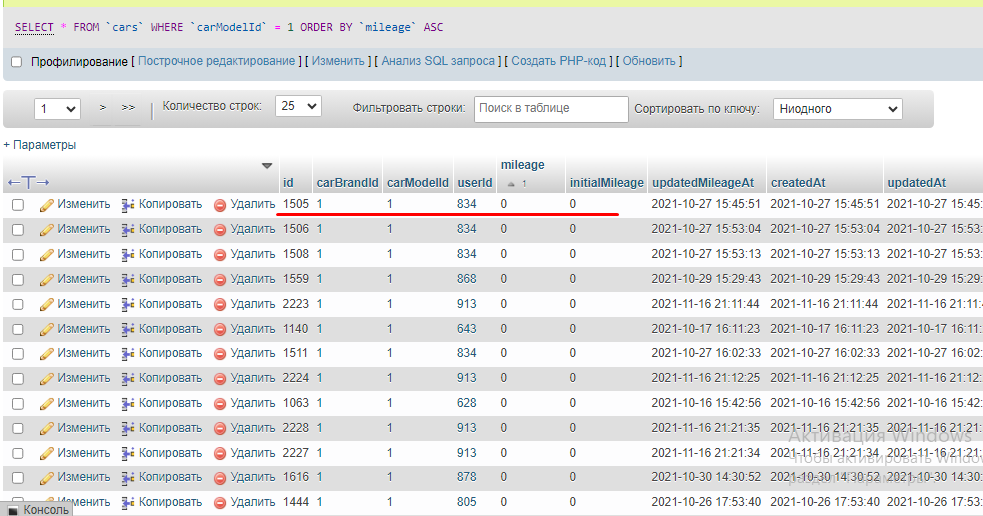 SELECT * FROM `cars` WHERE `carModelId` = 1 ORDER BY `mileage` ASC
Профилирование [ Построчное редактирование ] [ Изменить ] [ Анализ SQL запроса ] [ Создать PHP-код ] [ Обновить ]
1 > >> Количество строк: 25 Фильтровать строки: Поиск в таблице Сортировать по ключу: Ниодного
+ Параметры
←T→ id carBrandId carModelId userId mileage ↑ initialMileage updatedMileageAt createdAt updatedAt
Изменить Копировать Удалить 1505 1 1 834 0 0 2021-10-27 15:45:51 2021-10-27 15:45:51 2021-10-27 15:45:
Изменить Копировать Удалить 1506 1 1 834 0 0 2021-10-27 15:53:04 2021-10-27 15:53:04 2021-10-27 15:53:
Изменить Копировать Удалить 1508 1 1 834 0 0 2021-10-27 15:53:13 2021-10-27 15:53:13 2021-10-27 15:53:
Изменить Копировать Удалить 1559 1 1 868 0 0 2021-10-29 15:29:43 2021-10-29 15:29:43 2021-10-29 15:29:
Изменить Копировать Удалить 2223 1 1 913 0 0 2021-11-16 21:11:44 2021-11-16 21:11:44 2021-11-16 21:11:
Изменить Копировать Удалить 1140 1 1 643 0 0 2021-10-17 16:11:23 2021-10-17 16:11:23 2021-10-17 16:11:
Изменить Копировать Удалить 1511 1 1 834 0 0 2021-10-27 16:02:33 2021-10-27 16:02:33 2021-10-27 16:02:
Изменить Копировать Удалить 2224 1 1 913 0 0 2021-11-16 21:12:25 2021-11-16 21:12:25 2021-11-16 21:12:
Изменить Копировать Удалить 1063 1 1 628 0 0 2021-10-16 15:42:56 2021-10-16 15:42:56 2021-10-16 15:42:
Изменить Копировать Удалить 2228 1 1 913 0 0 2021-11-16 21:21:35 2021-11-16 21:21:35 2021-11-16 21:21:
Активация Windows
Изменить Копировать Удалить 2227 1 1 913 0 0 2021-11-16 21:21:34 2021-11-16 21:21:34 2021-11-16 21:21:
Чтобы активировать Window
Изменить Копировать Удалить 1616 1 1 878 0 0 2021-10-30 14:30:52 2021-10-30 14:30:52 2021-10-30 14:30:
раздел "Параметры"
Изменить Копировать Удалить 1444 1 1 805 0 0 2021-10-26 17:53:40 2021-10-26 17:53:40 2021-10-26 17:53:
Консоль